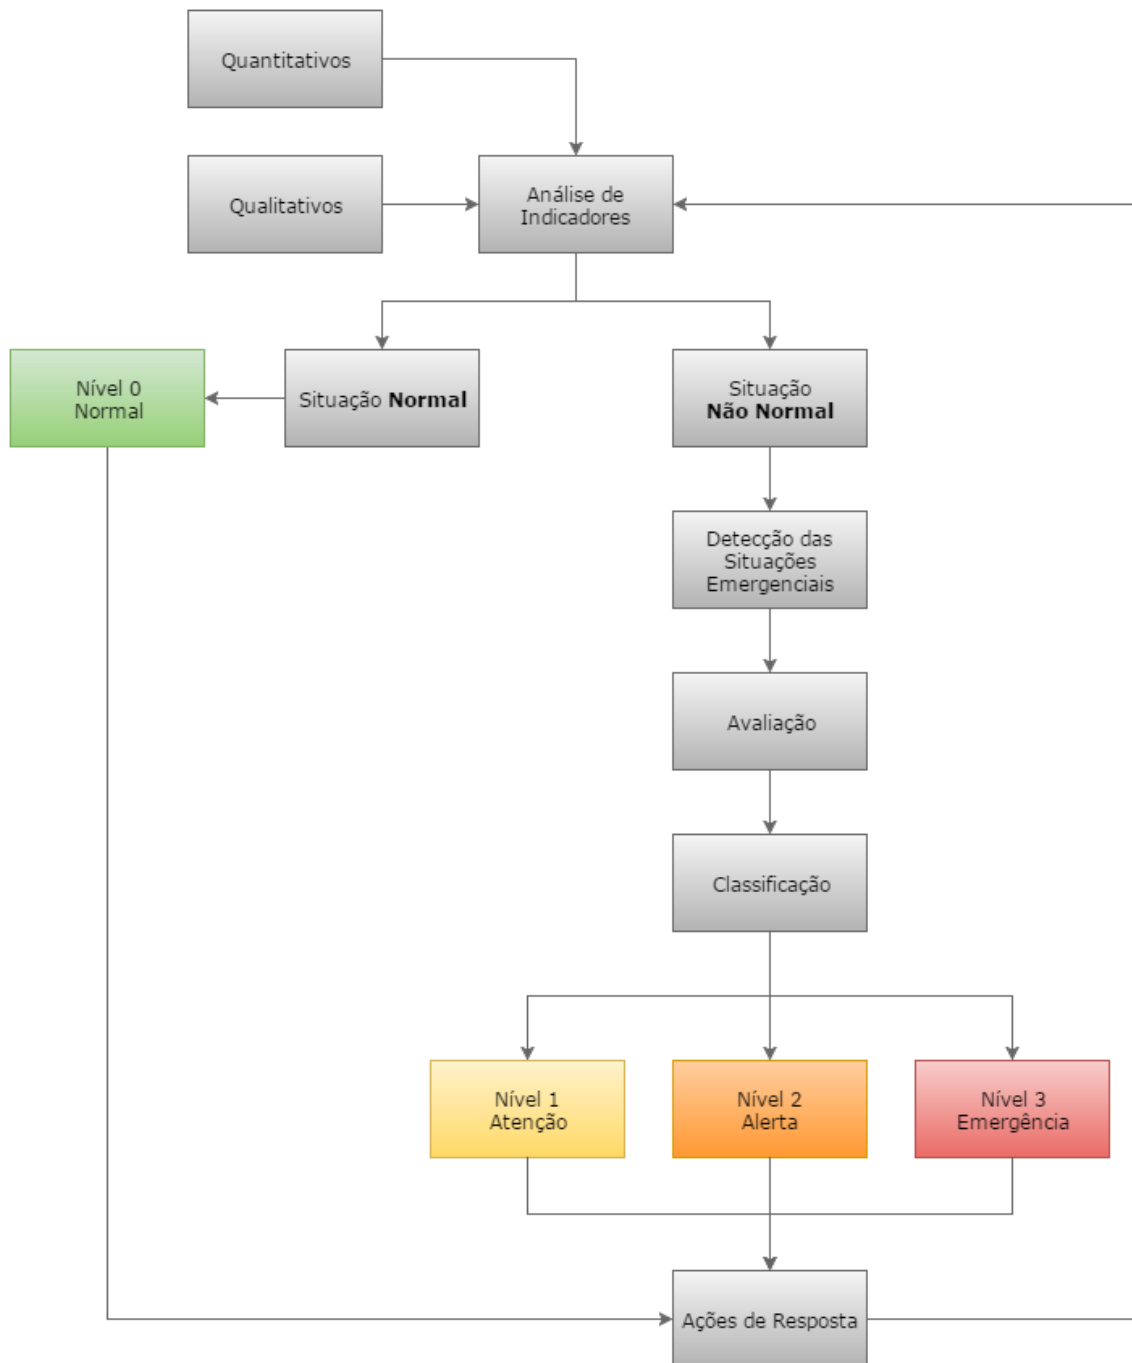 Quantitativos
Qualitativos
Análise de
Indicadores
Nível 0
Normal
Situação Normal
Situação
Não Normal
Detecção das
Situações
Emergenciais
Avaliação
Classificação
Nível 1
Atenção
Nível 2
Alerta
Nível 3
Emergência
Ações de Resposta